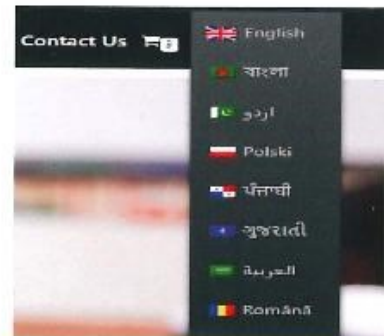 Contact Us
English
বাংলা
اردو
Polski
ਪੰਜਾਬੀ
ગુજરાતી
العربية
Română